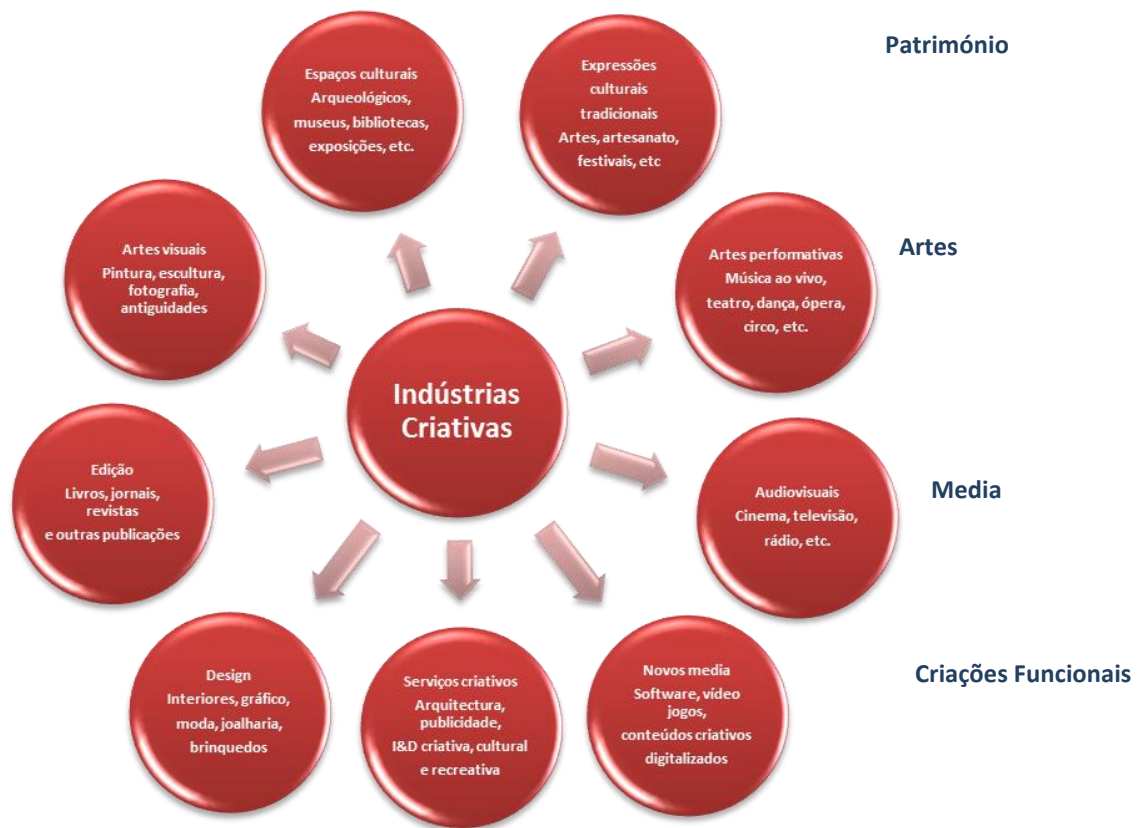 Património
Espaços culturais
Arqueológicos,
museus, bibliotecas,
exposições, etc.
Expressões
culturais
tradicionais
Artes, artesanato,
festivais, etc
Artes
Artes visuais
Pintura, escultura,
fotografia,
antiguidades
Artes performativas
Música ao vivo,
teatro, dança, ópera,
circo, etc.
Indústrias
Criativas
Media
Edição
Livros, jornais,
revistas
e outras publicações
Audiovisuais
Cinema, televisão,
rádio, etc.
Criações Funcionais
Design
Interiores, gráfico,
moda, joalharia,
brinquedos
Serviços criativos
Arquitectura,
publicidade,
I&D criativa, cultural
e recreativa
Novos media
Software, vídeo
jogos,
conteúdos criativos
digitalizados